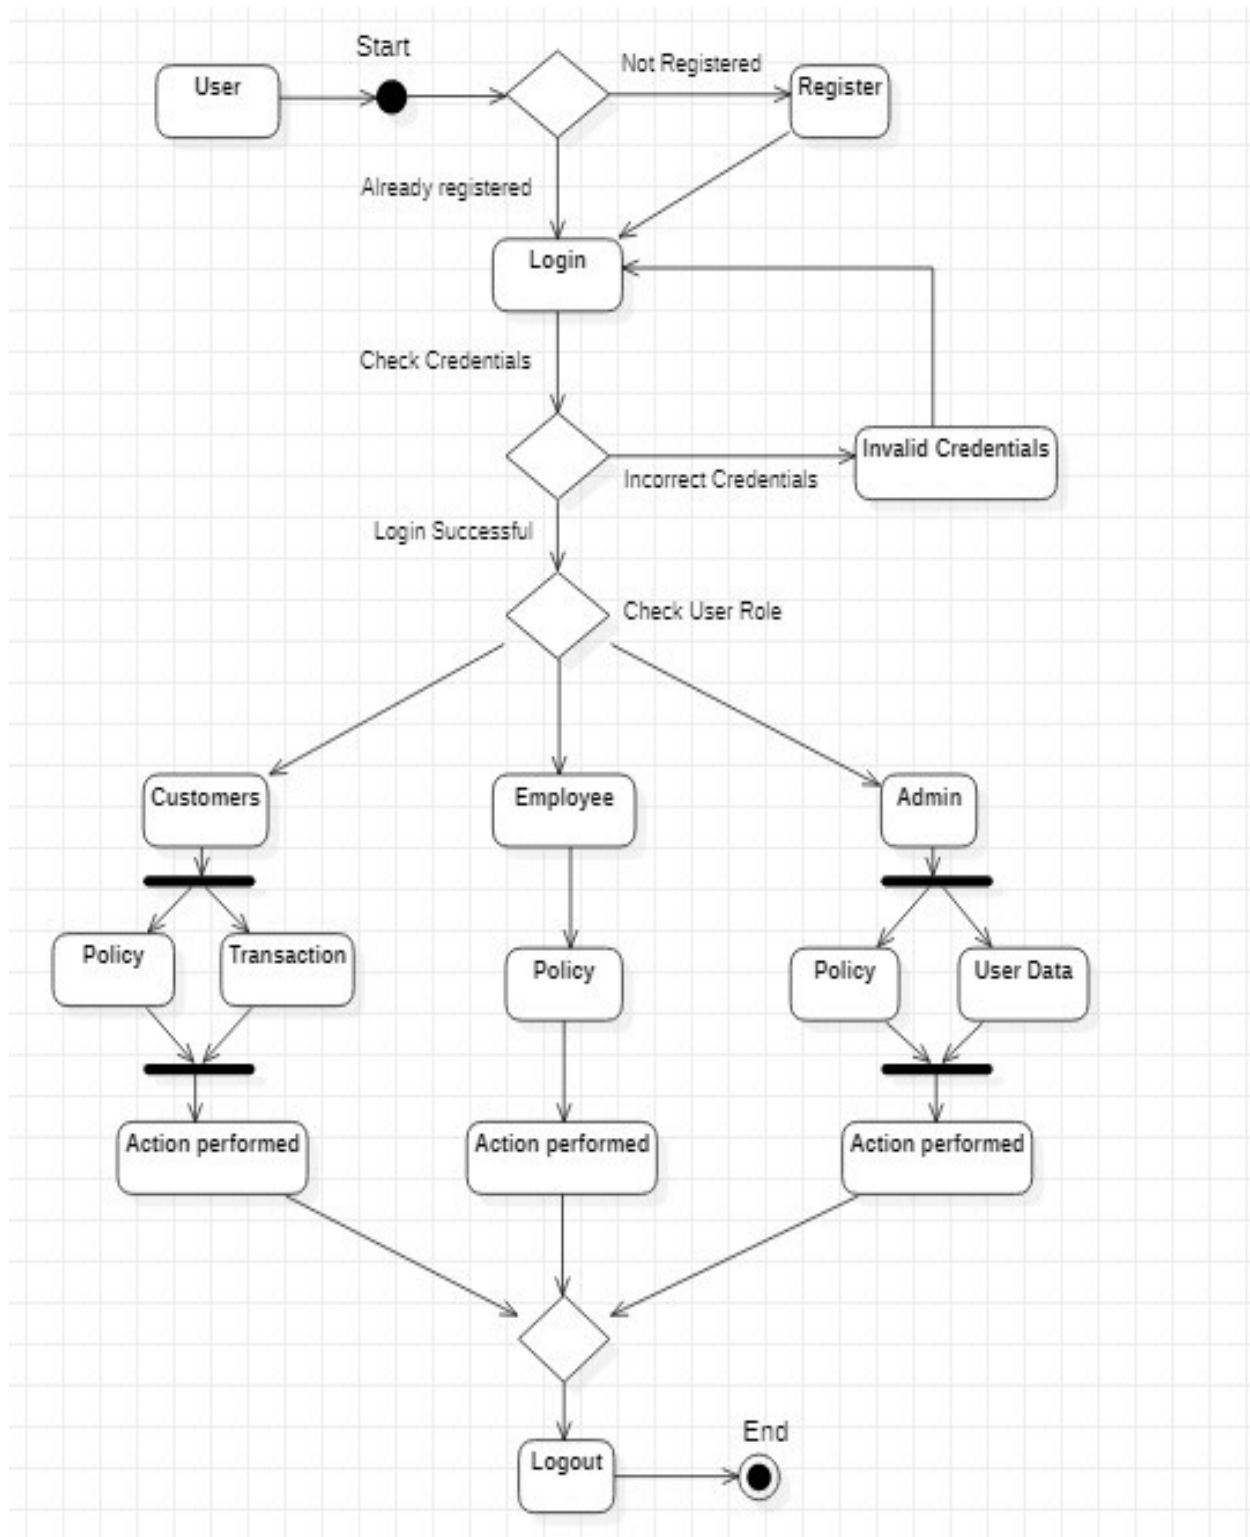 Start
User
Not Registered
Register
Already registered
Login
Check Credentials
Invalid Credentials
Incorrect Credentials
Login Successful
Check User Role
Customers
Employee
Admin
Policy
Transaction
Policy
Policy
User Data
Action performed
Action performed
Action performed
End
Logout